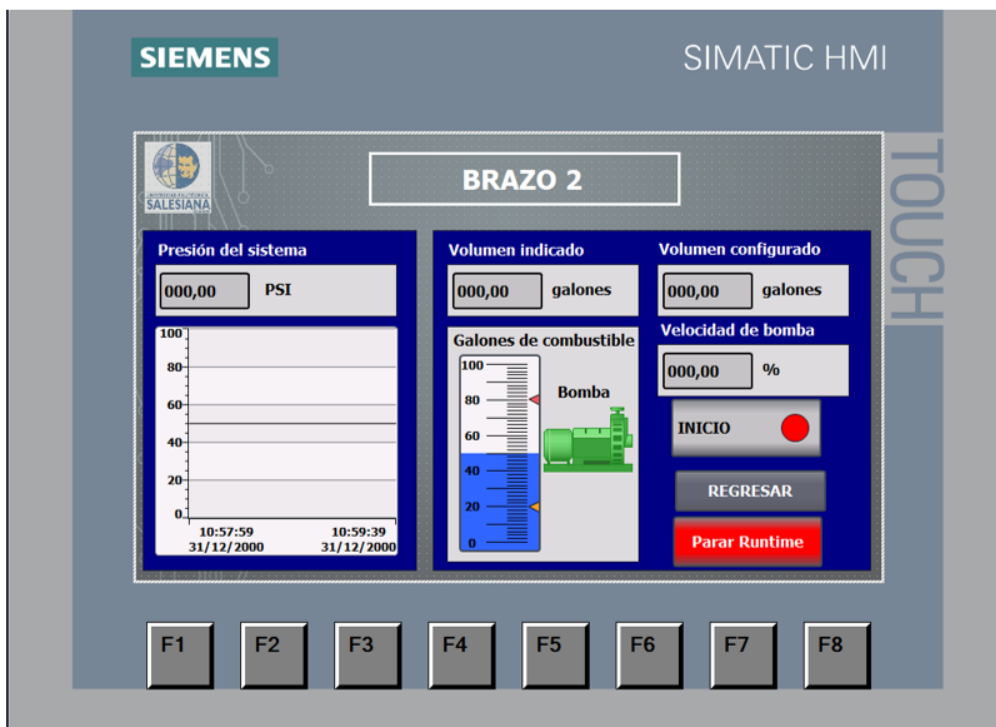 SIEMENS
SIMATIC HMI
TOUCH
SALESIANA
BRAZO 2
Presión del sistema
000,00 PSI
100
80
60
40
20
0
10:57:59 10:59:39
31/12/2000 31/12/2000
Volumen indicado
000,00 galones
Galones de combustible
100
80
60
40
20
0
Bomba
Volumen configurado
000,00 galones
Velocidad de bomba
000,00 %
INICIO
REGRESAR
Parar Runtime
F1 F2 F3 F4 F5 F6 F7 F8